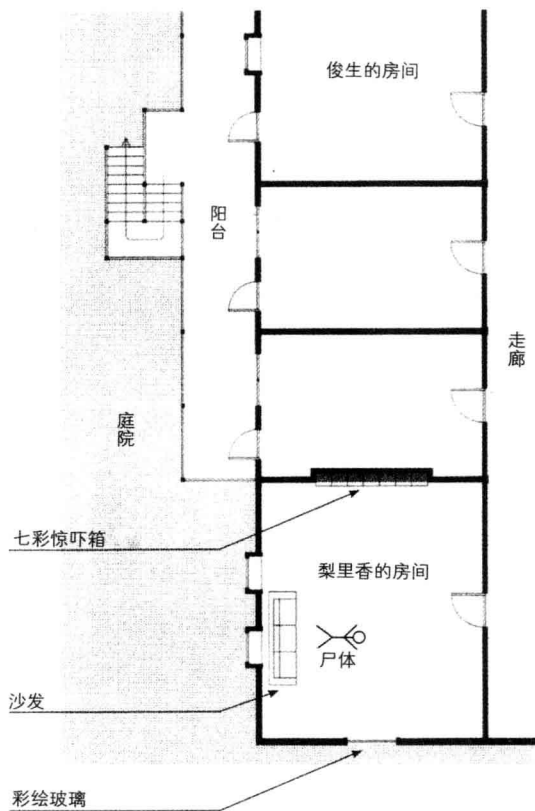 俊生的房间
阳台
走廊
庭院
七彩惊吓箱
梨里香的房间
尸体
沙发
彩绘玻璃